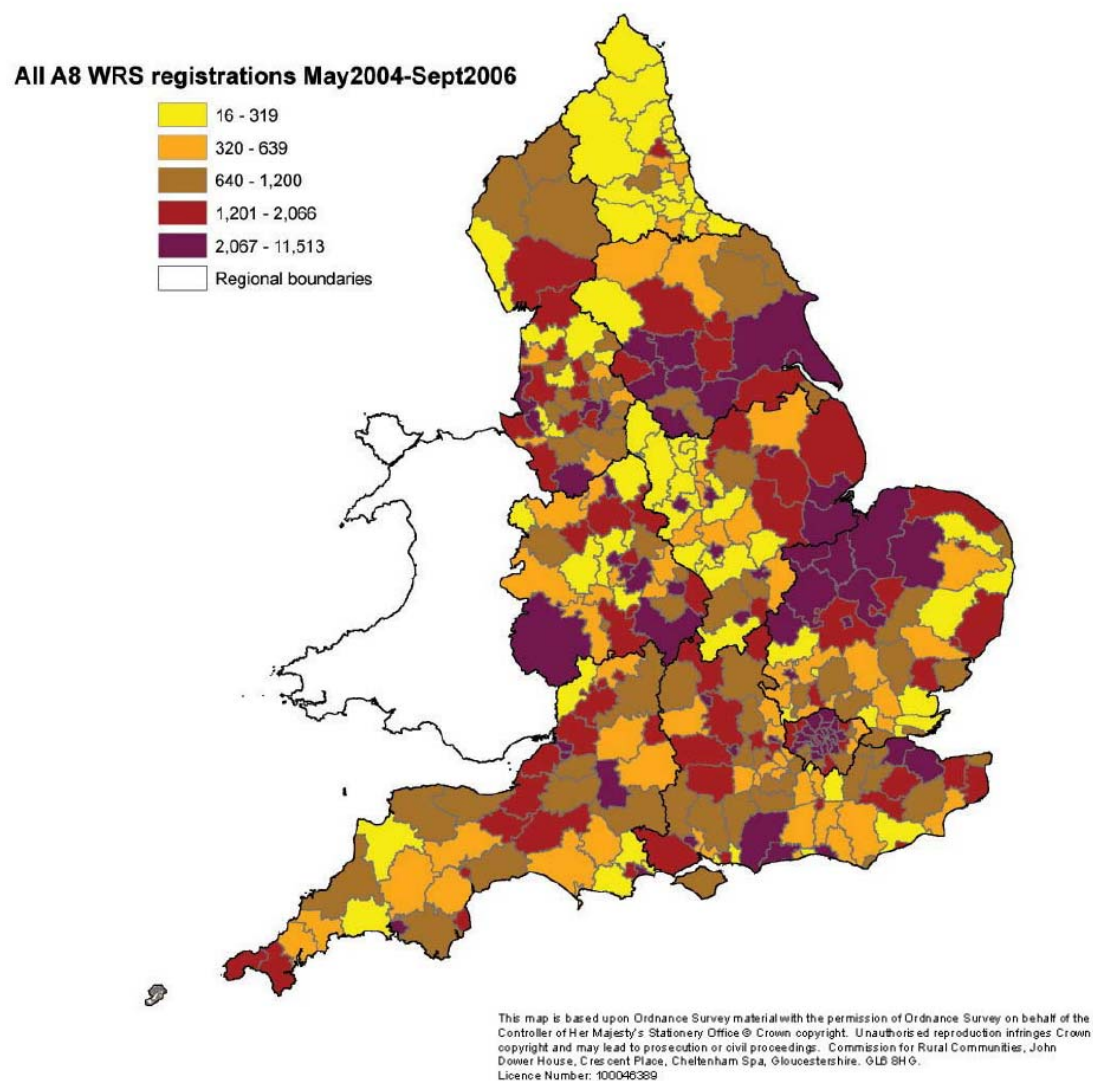 All A8 WRS registrations May2004-Sept2006
16 - 319
320 - 639
640 - 1,200
1,201 - 2,066
2,067 - 11,513
Regional boundaries
This map is based upon Ordnance Survey material with the permission of Ordnance Survey on behalf of the
Controller of Her Majesty's Stationery Office © Crown copyright. Unauthorised reproduction infringes Crown
copyright and may lead to prosecution or civil proceedings. Commission for Rural Communities, John
Dower House, Crescent Place, Cheltenham Spa, Gloucestershire. GL50 8HG.
Licence Number: 100046389